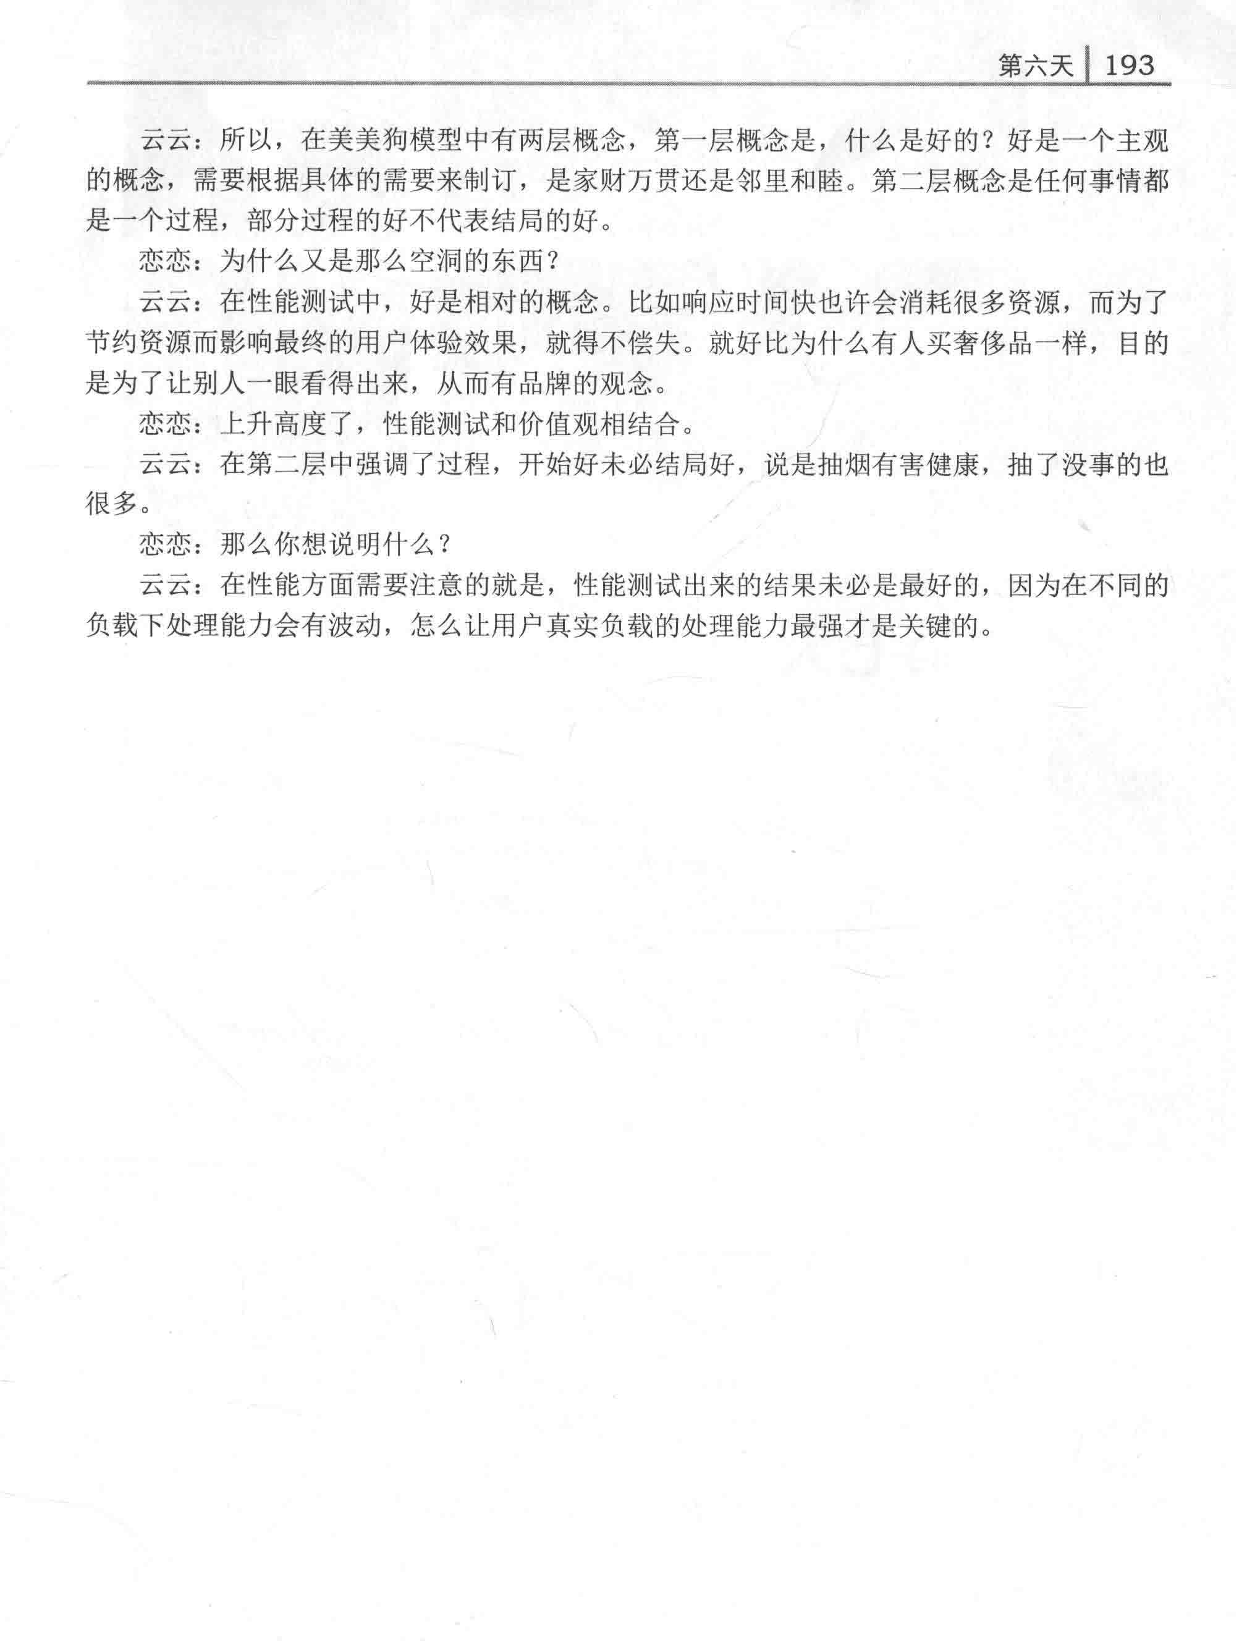 第六天 193
云云：所以，在美美狗模型中有两层概念，第一层概念是，什么是好的？好是一个主观
的概念，需要根据具体的需要来制订，是家财万贯还是邻里和睦。第二层概念是任何事情都
是一个过程，部分过程的好不代表结局的好。
恋恋：为什么又是那么空洞的东西？
云云：在性能测试中，好是相对的概念。比如响应时间快也许会消耗很多资源，而为了
节约资源而影响最终的用户体验效果，就得不偿失。就好比为什么有人买奢侈品一样，目的
是为了让别人一眼看得出来，从而有品牌的观念。
恋恋：上升高度了，性能测试和价值观相结合。
云云：在第二层中强调了过程，开始好未必结局好，说是抽烟有害健康，抽了没事的也
很多。
恋恋：那么你想说明什么？
云云：在性能方面需要注意的就是，性能测试出来的结果未必是最好的，因为在不同的
负载下处理能力会有波动，怎么让用户真实负载的处理能力最强才是关键的。